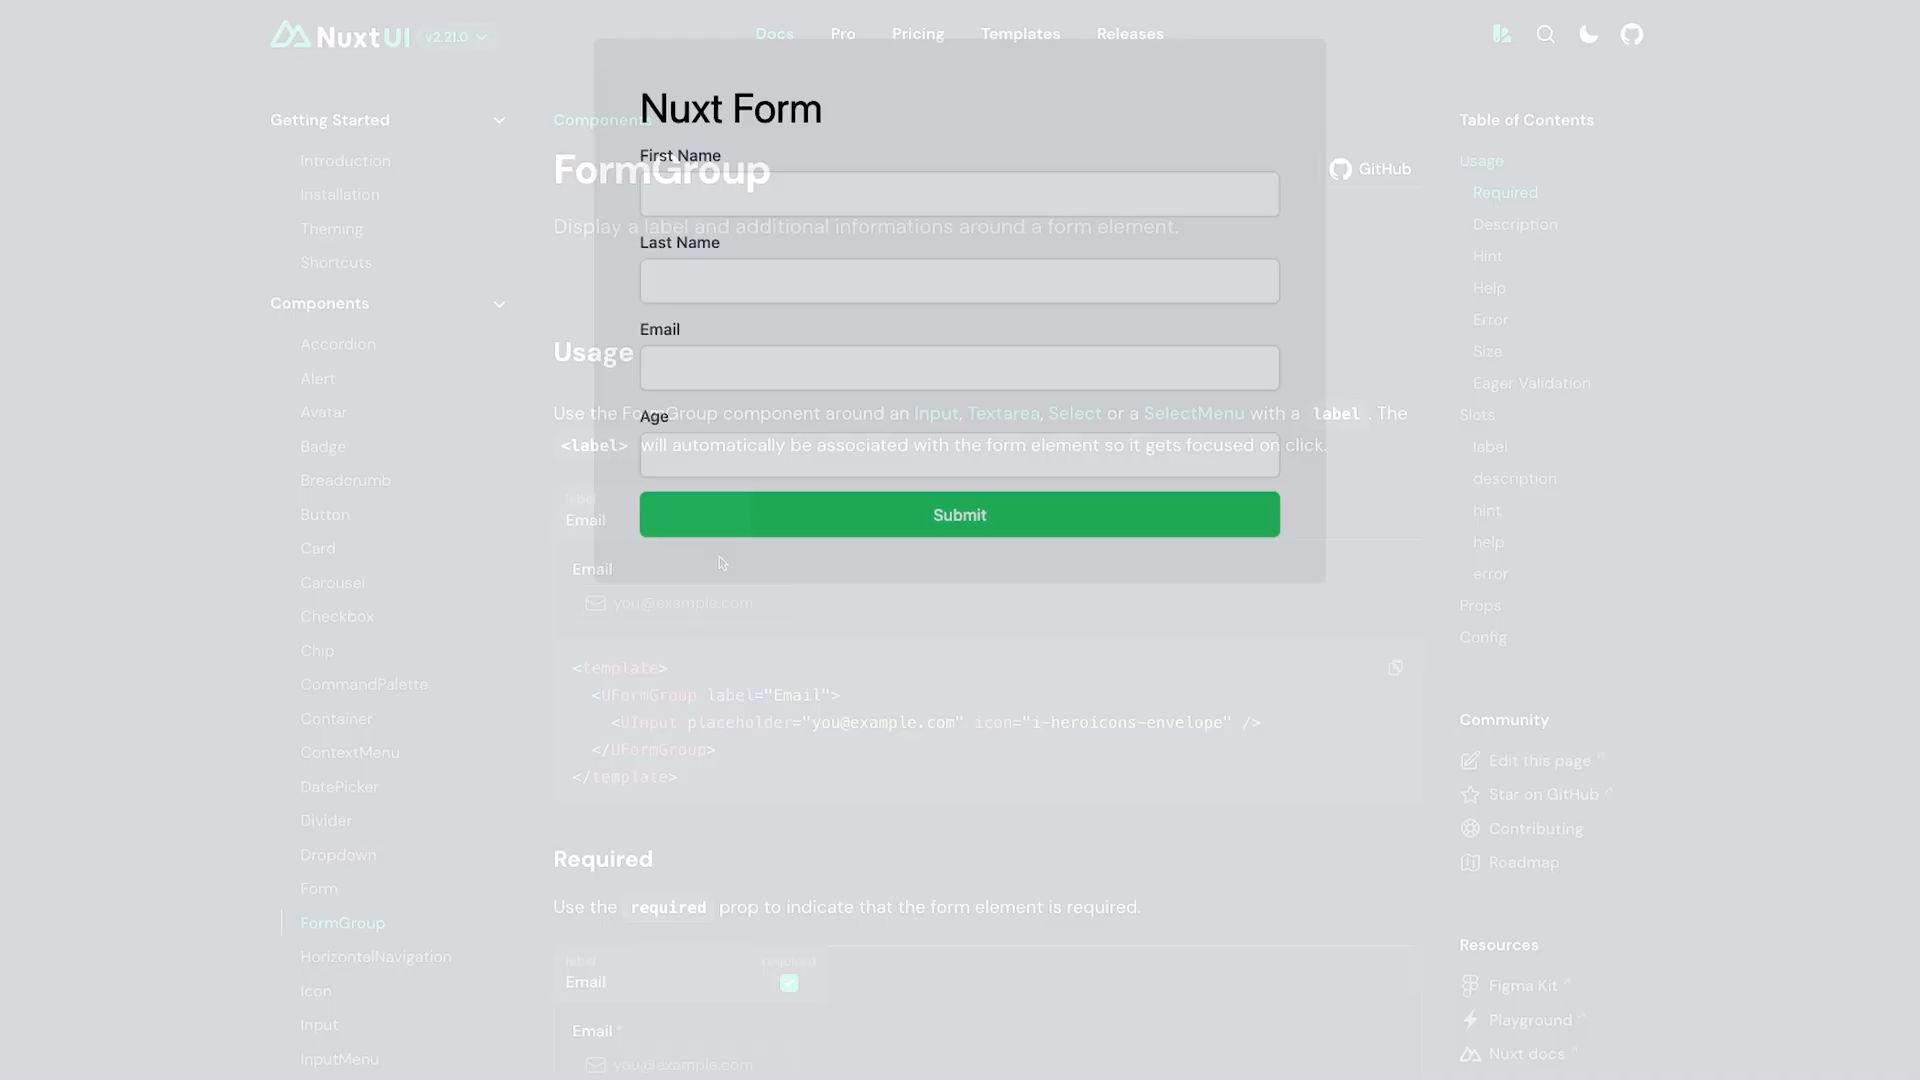 NuxtUI v2.21.0
Docs Pro Pricing Templates Releases
Getting Started
Introduction
Installation
Theming
Shortcuts
Components
Accordion
Alert
Avatar
Badge
Breadcrumb
Button
Card
Carousel
Checkbox
Chip
CommandPalette
Container
ContextMenu
DatePicker
Divider
Dropdown
Form
FormGroup
HorizontalNavigation
Icon
Input
InputMenu
Nuxt Form
First Name
Last Name
Email
Age
Submit
Components
FormGroup
GitHub
Display a label and additional informations around a form element.
Usage
Use the FormGroup component around an Input, Textarea, Select or a SelectMenu with a label . The
<label> will automatically be associated with the form element so it gets focused on click.
label
Email
Email
you@example.com
<template>
<UFormGroup label="Email">
<UInput placeholder="you@example.com" icon="i-heroicons-envelope" />
</UFormGroup>
</template>
Required
Use the required prop to indicate that the form element is required.
label
required
Email
Email *
you@example.com
Table of Contents
Usage
Required
Description
Hint
Help
Error
Size
Eager Validation
Slots
label
description
hint
help
error
Props
Config
Community
Edit this page
Star on GitHub
Contributing
Roadmap
Resources
Figma Kit
Playground
Nuxt docs